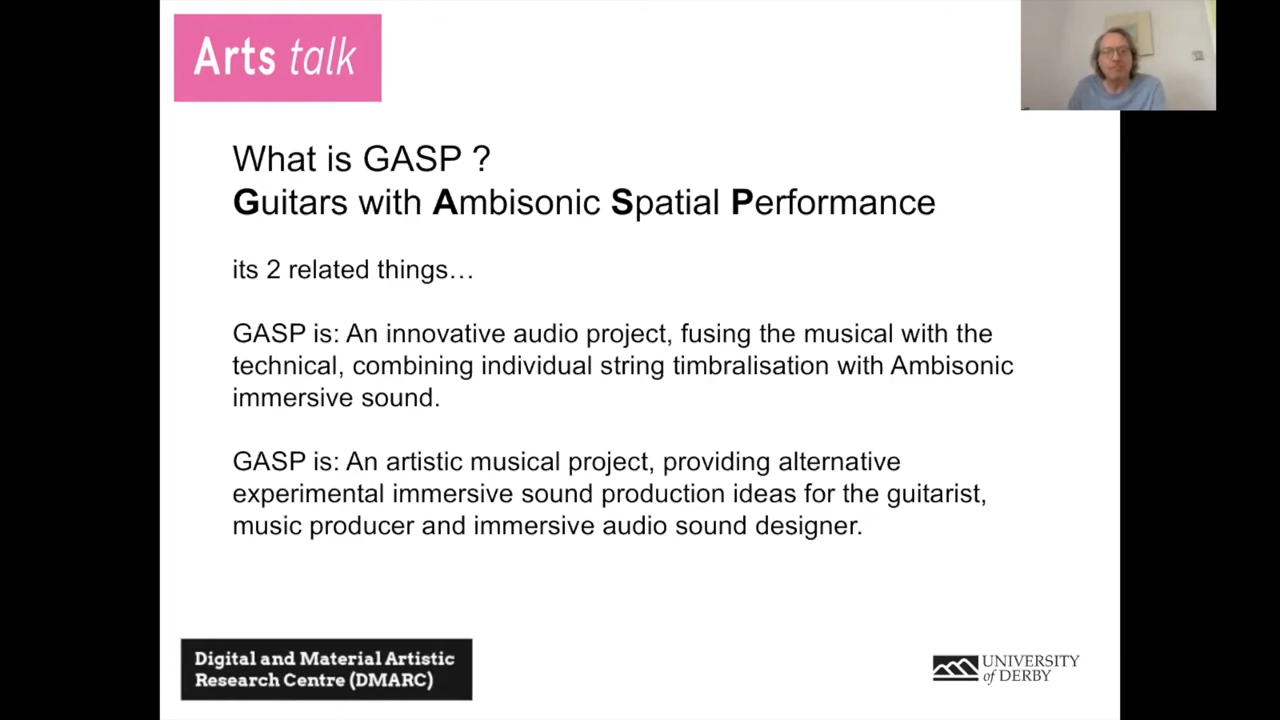 Arts talk
What is GASP ?
Guitars with Ambisonic Spatial Performance
its 2 related things…
GASP is: An innovative audio project, fusing the musical with the
technical, combining individual string timbralisation with Ambisonic
immersive sound.
GASP is: An artistic musical project, providing alternative
experimental immersive sound production ideas for the guitarist,
music producer and immersive audio sound designer.
Digital and Material Artistic
Research Centre (DMARC)
UNIVERSITY
of DERBY